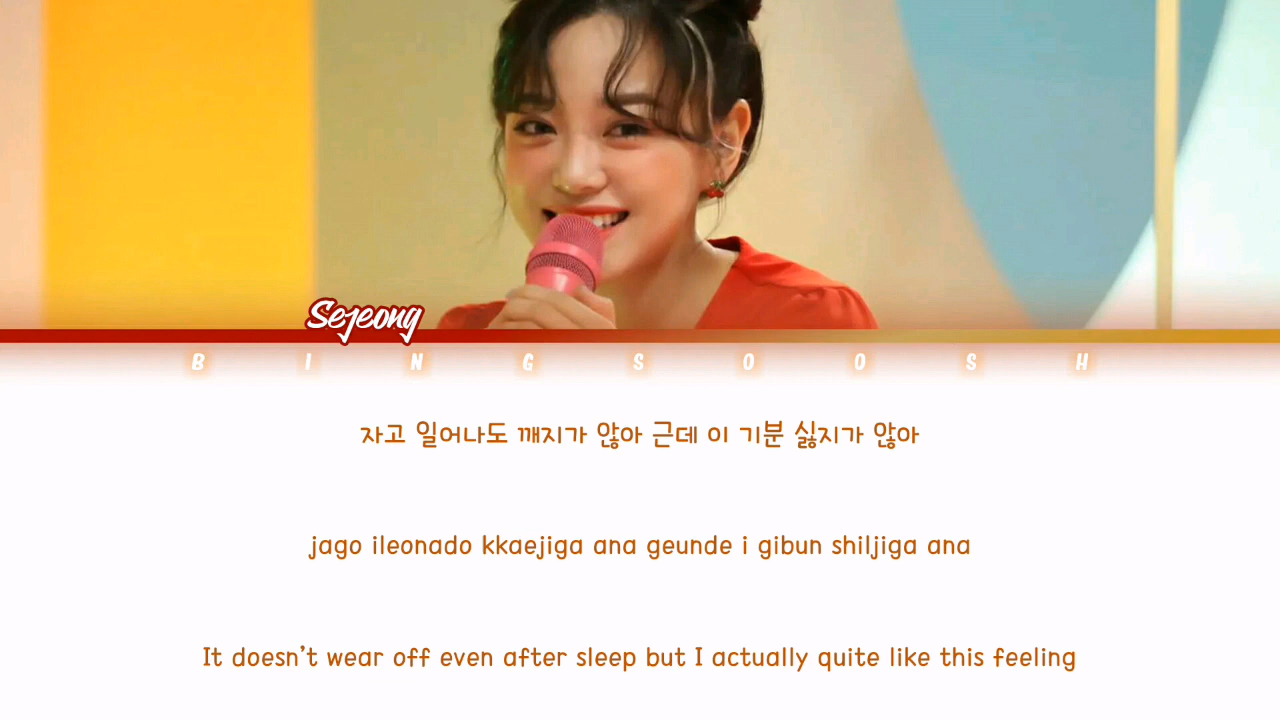 Sejeong
BINGSOOSH
자고 일어나도 깨지가 않아 근데 이 기분 싫지가 않아
jago ileonado kkaejiga ana geunde i gibun shiljiga ana
It doesn’t wear off even after sleep but I actually quite like this feeling